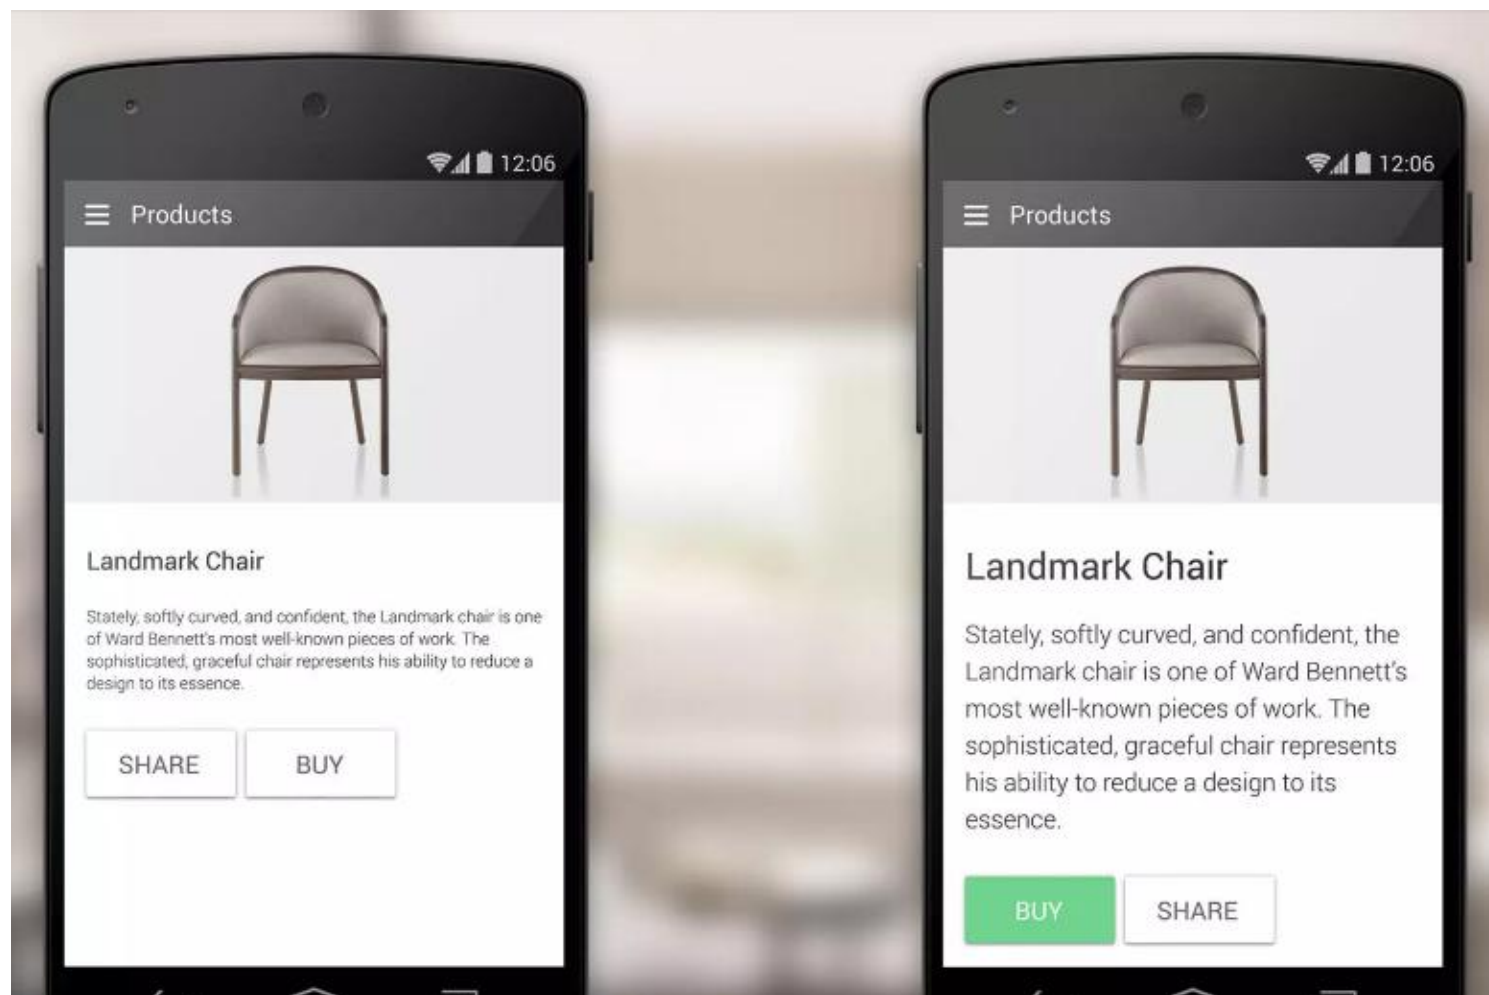 12:06
Products
Landmark Chair
Stately, softly curved, and confident, the Landmark chair is one
of Ward Bennett's most well-known pieces of work. The
sophisticated, graceful chair represents his ability to reduce a
design to its essence.
SHARE BUY
12:06
Products
Landmark Chair
Stately, softly curved, and confident, the
Landmark chair is one of Ward Bennett's
most well-known pieces of work. The
sophisticated, graceful chair represents
his ability to reduce a design to its
essence.
BUY SHARE